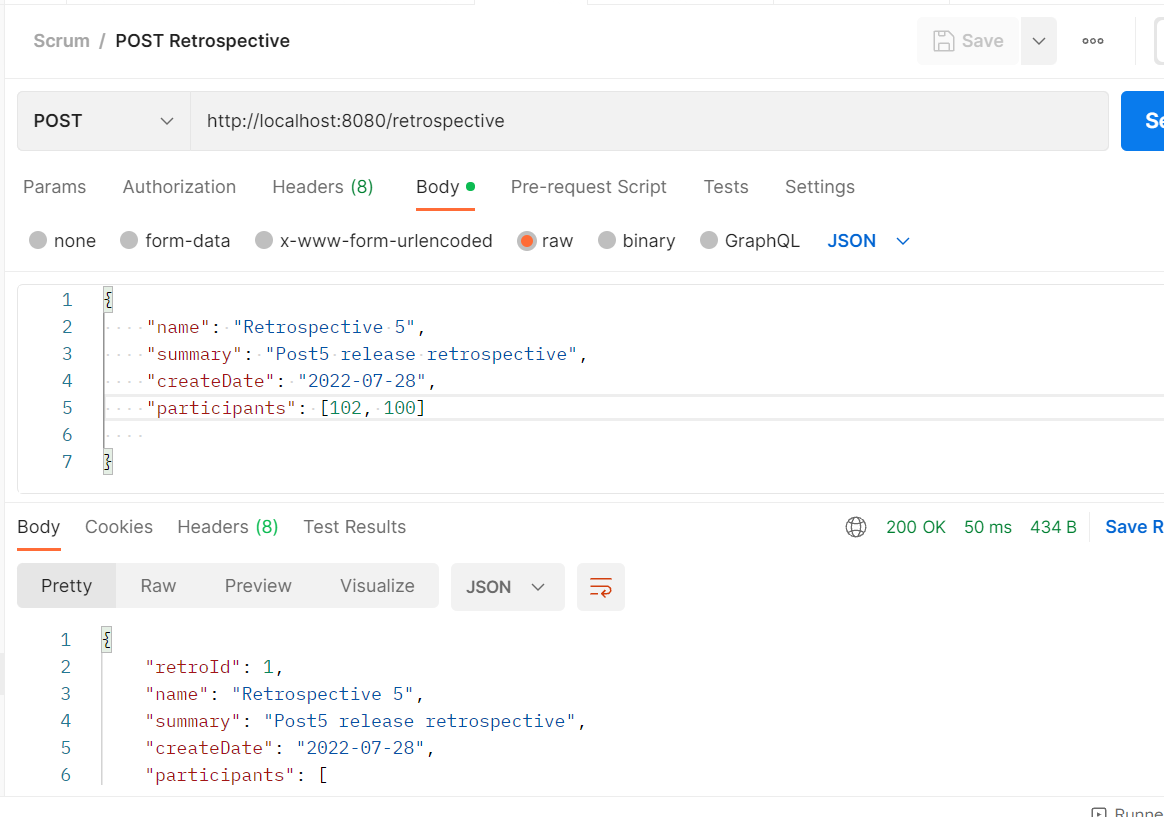 Scrum / POST Retrospective
Save
POST
http://localhost:8080/retrospective
Se
Params Authorization Headers (8) Body Pre-request Script Tests Settings
none form-data x-www-form-urlencoded raw binary GraphQL JSON
1 {
2 "name": "Retrospective 5",
3 "summary": "Post5 release retrospective",
4 "createDate": "2022-07-28",
5 "participants": [102, 100]
6
7 }
Body Cookies Headers (8) Test Results 200 OK 50 ms 434 B Save R
Pretty Raw Preview Visualize JSON
1 {
2 "retroId": 1,
3 "name": "Retrospective 5",
4 "summary": "Post5 release retrospective",
5 "createDate": "2022-07-28",
6 "participants": [
Runne